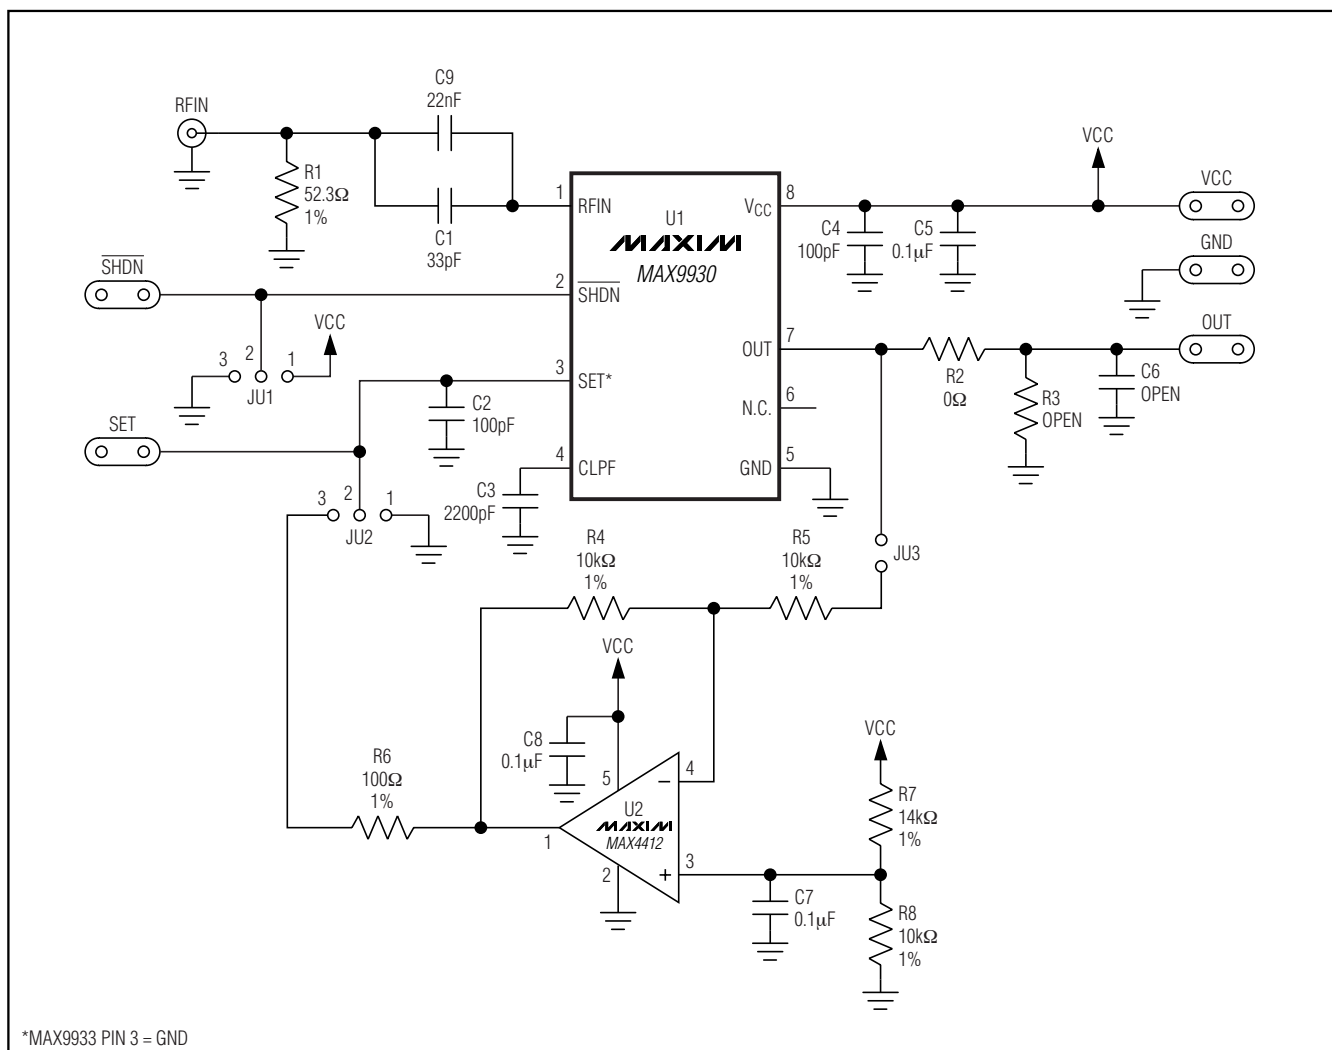 C9
22nF
RFIN
R1
52.3Ω
1%
C1
33pF
1
RFIN
U1
MAXIM
MAX9930
VCC
8
C4
100pF
C5
0.1µF
VCC
VCC
GND
SHDN
2
SHDN
VCC
3
2
1
JU1
3
SET*
OUT
7
R2
0Ω
R3
OPEN
C6
OPEN
OUT
C2
100pF
N.C.
6
SET
4
CLPF
GND
5
C3
2200pF
3
2
1
JU2
R4
10kΩ
1%
R5
10kΩ
1%
JU3
VCC
C8
0.1µF
5
4
−
U2
MAXIM
MAX4412
R6
100Ω
1%
1
2
+
3
C7
0.1µF
VCC
R7
14kΩ
1%
R8
10kΩ
1%
*MAX9933 PIN 3 = GND